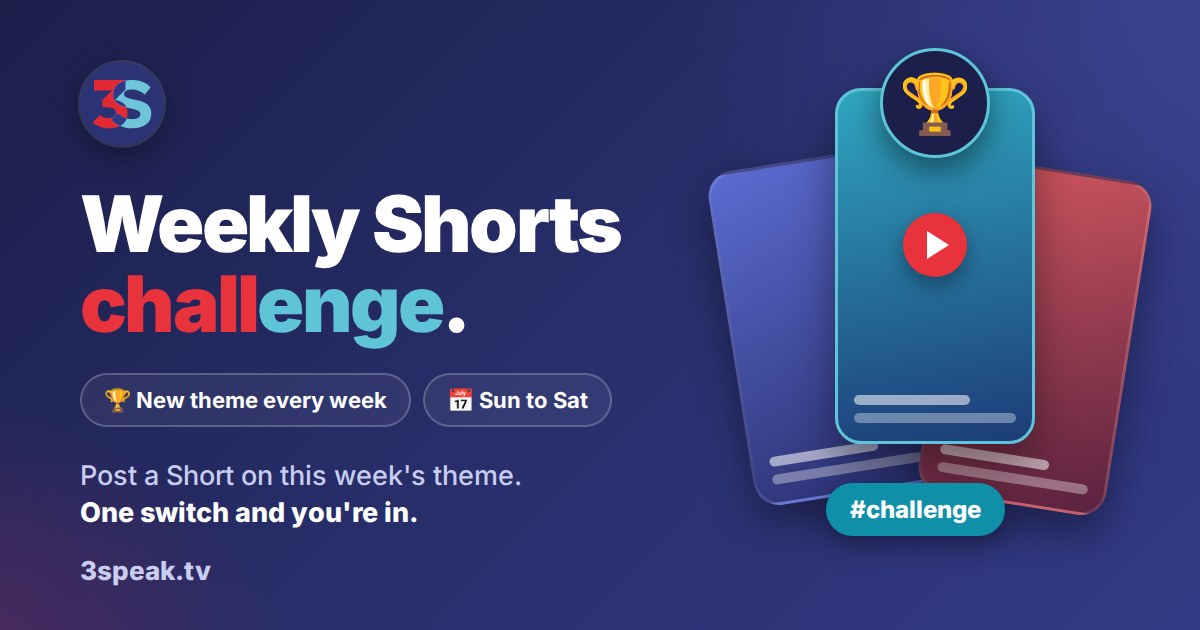 3S
Weekly Shorts
challenge.
🏆 New theme every week
📅 Sun to Sat
Post a Short on this week's theme.
One switch and you're in.
3speak.tv
#challenge